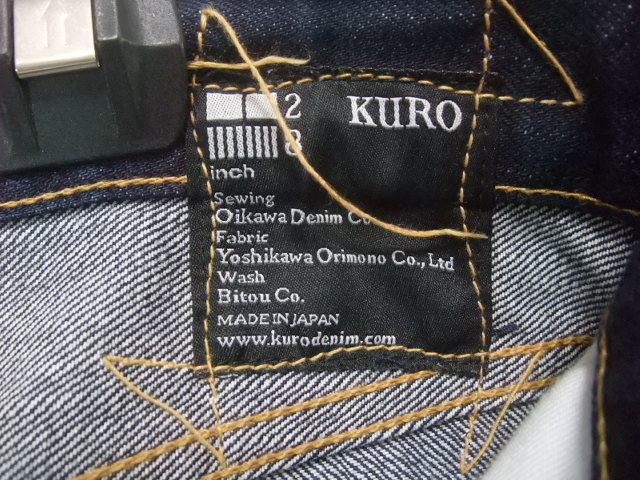 2 KURO
8
inch
Sewing
Oikawa Denim Co
Fabric
Yoshikawa Orimono Co., Ltd
Wash
Bitou Co.
MADE IN JAPAN
www.kurodenim.com